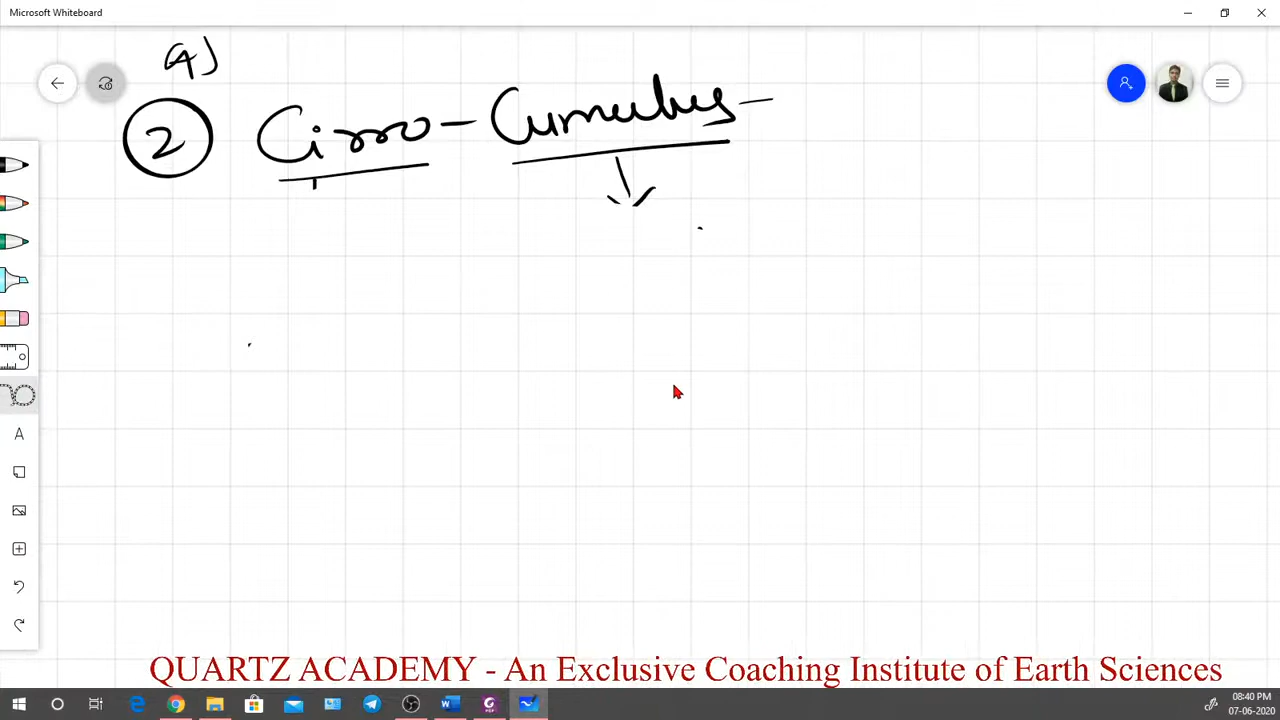 Microsoft Whiteboard
A)
2 Cirro-Cumulus-
A
QUARTZ ACADEMY - An Exclusive Coaching Institute of Earth Sciences
08:40 PM
07-06-2020